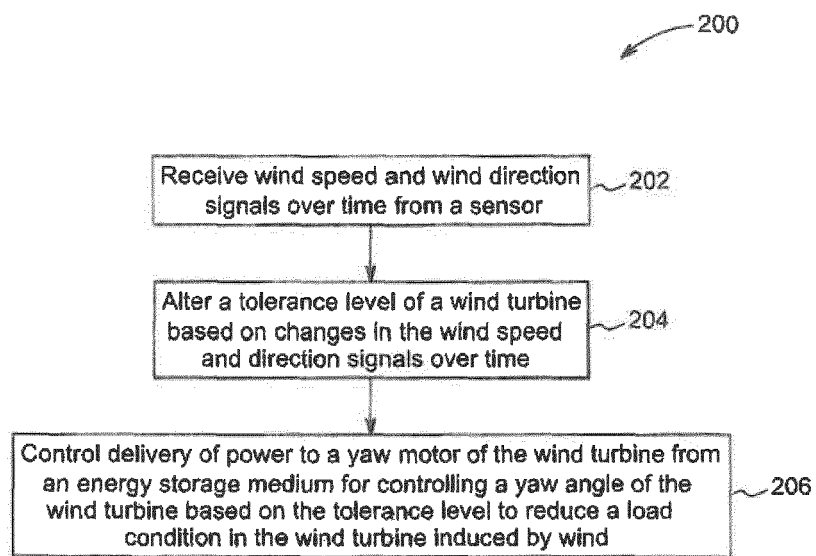 200
Receive wind speed and wind direction
signals over time from a sensor
202
Alter a tolerance level of a wind turbine
based on changes in the wind speed
and direction signals over time
204
Control delivery of power to a yaw motor of the wind turbine from
an energy storage medium for controlling a yaw angle of the
wind turbine based on the tolerance level to reduce a load
condition in the wind turbine induced by wind
206